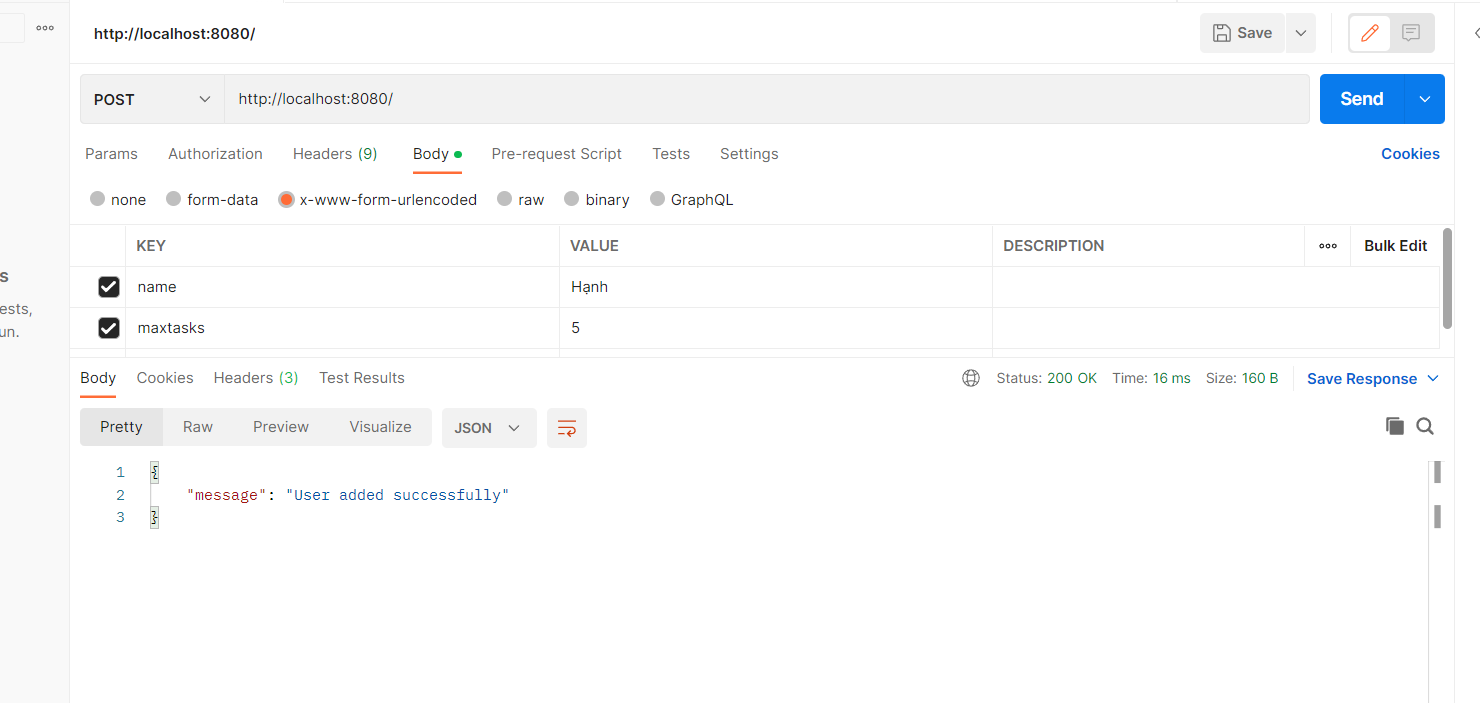 http://localhost:8080/
Save
POST http://localhost:8080/ Send
Params Authorization Headers (9) Body Pre-request Script Tests Settings Cookies
none form-data x-www-form-urlencoded raw binary GraphQL
KEY VALUE DESCRIPTION Bulk Edit
name Hạnh
maxtasks 5
s
ests,
un.
Body Cookies Headers (3) Test Results Status: 200 OK Time: 16 ms Size: 160 B Save Response
Pretty Raw Preview Visualize JSON
1 {
2 "message": "User added successfully"
3 }